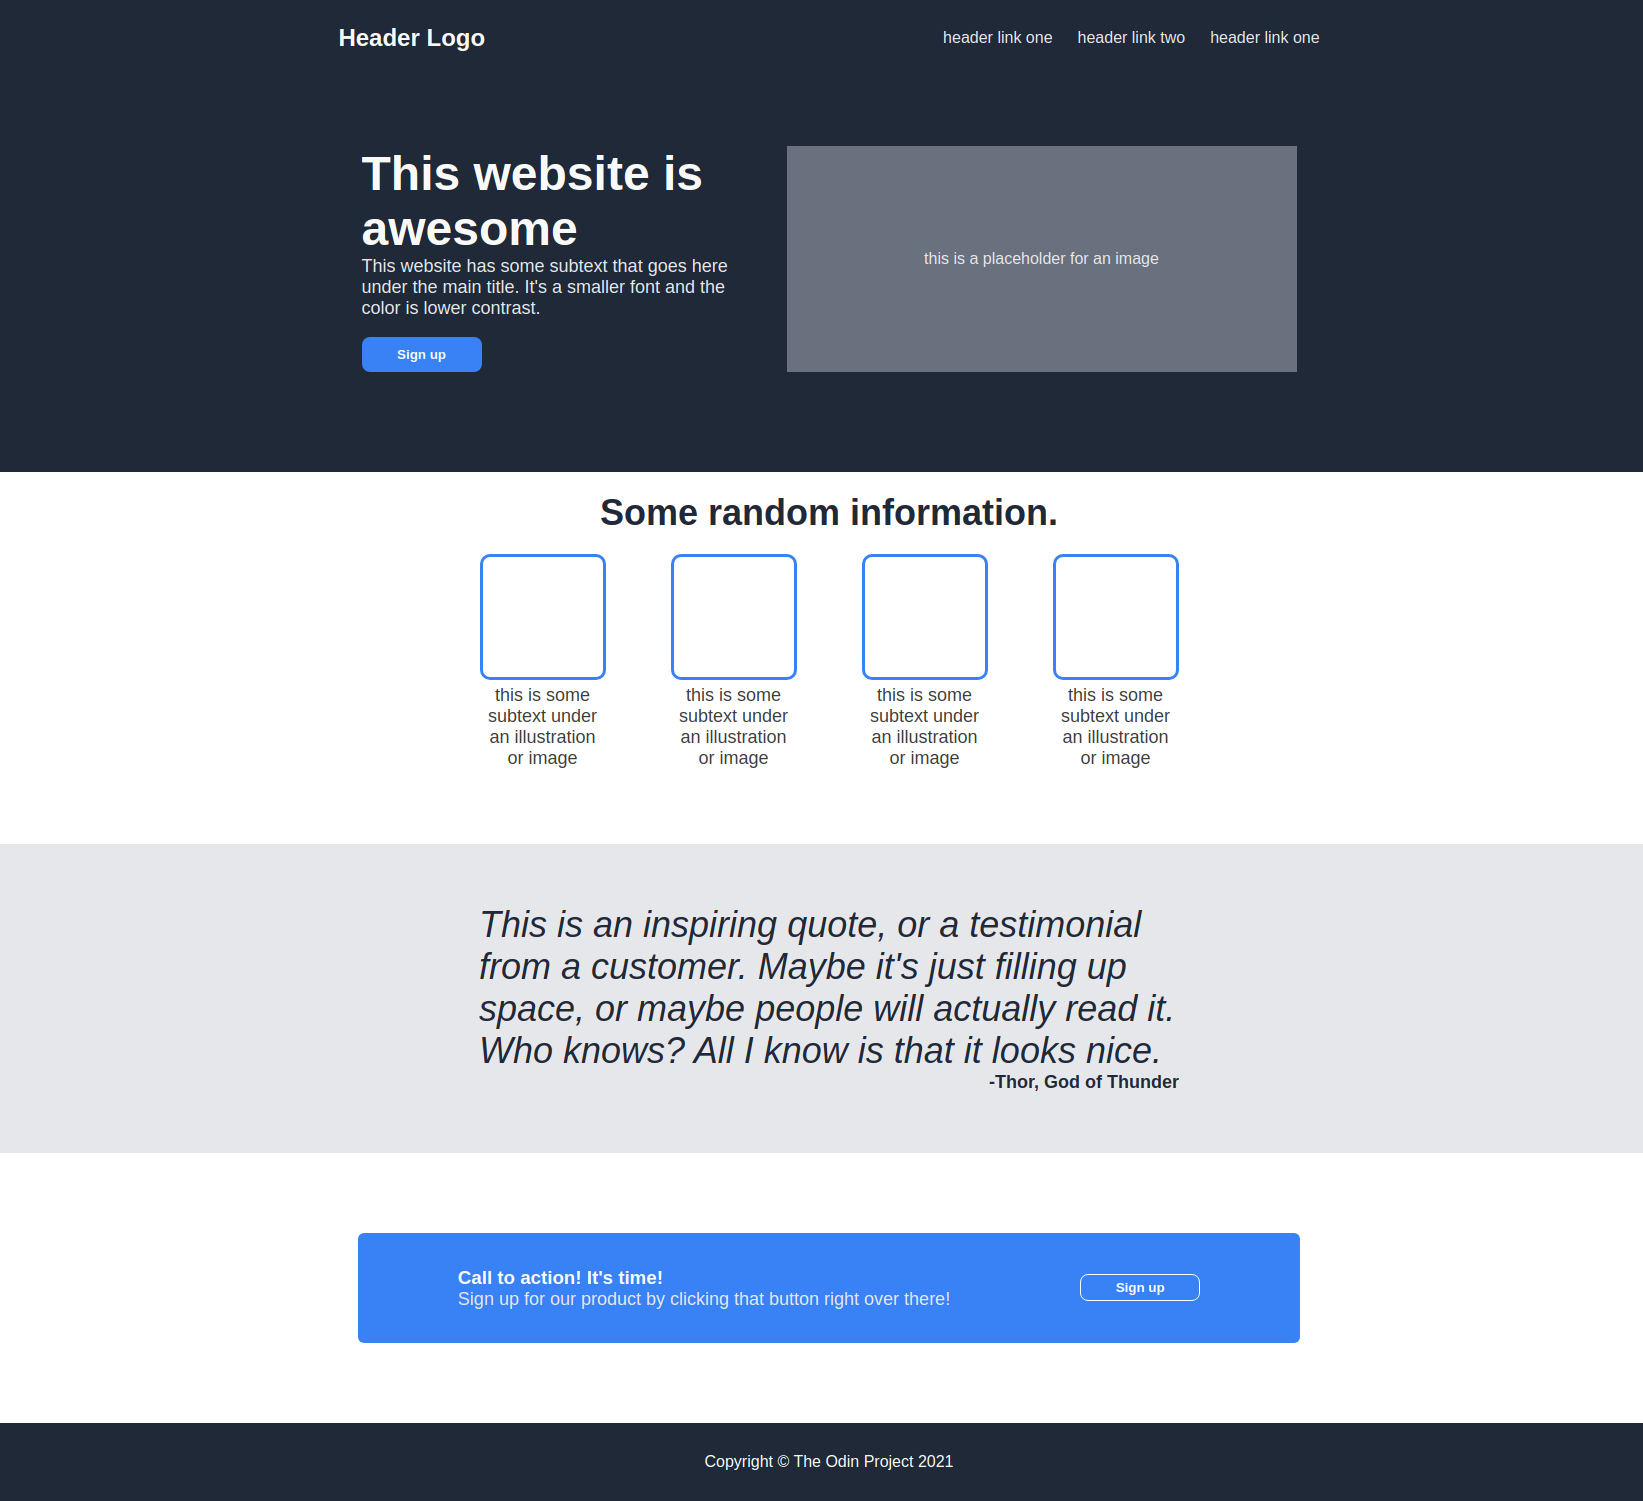 Header Logo
header link one
header link two
header link one
This website is
awesome
This website has some subtext that goes here
under the main title. It's a smaller font and the
color is lower contrast.
Sign up
this is a placeholder for an image
Some random information.
this is some
subtext under
an illustration
or image
this is some
subtext under
an illustration
or image
this is some
subtext under
an illustration
or image
this is some
subtext under
an illustration
or image
This is an inspiring quote, or a testimonial
from a customer. Maybe it's just filling up
space, or maybe people will actually read it.
Who knows? All I know is that it looks nice.
-Thor, God of Thunder
Call to action! It's time!
Sign up for our product by clicking that button right over there!
Sign up
Copyright © The Odin Project 2021